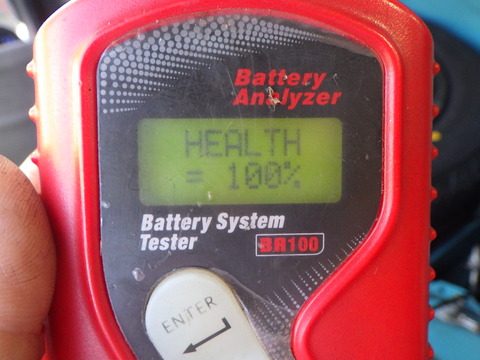 Battery
Analyzer
HEALTH
= 100%
Battery System
Tester
BA100
ENTER